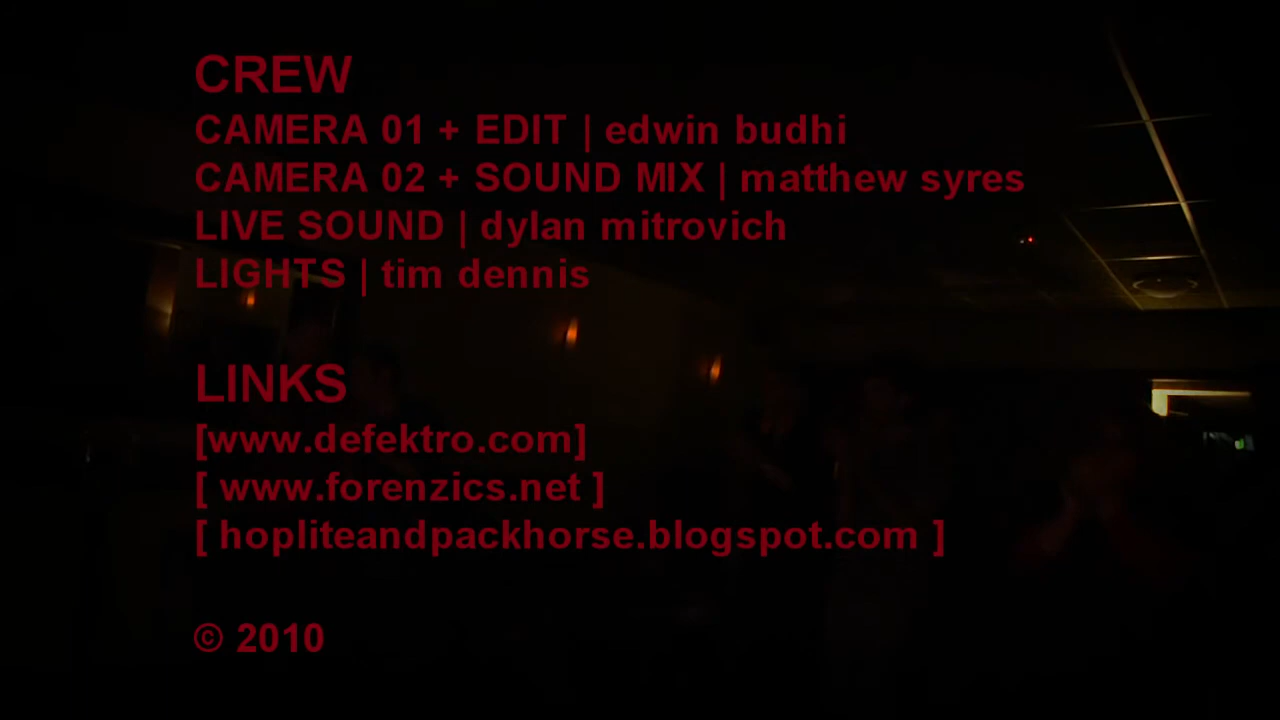 CREW
CAMERA 01 + EDIT | edwin budhi
CAMERA 02 + SOUND MIX | matthew syres
LIVE SOUND | dylan mitrovich
LIGHTS | tim dennis
LINKS
[www.defektro.com]
[ www.forenzics.net ]
[ hopliteandpackhorse.blogspot.com ]
© 2010